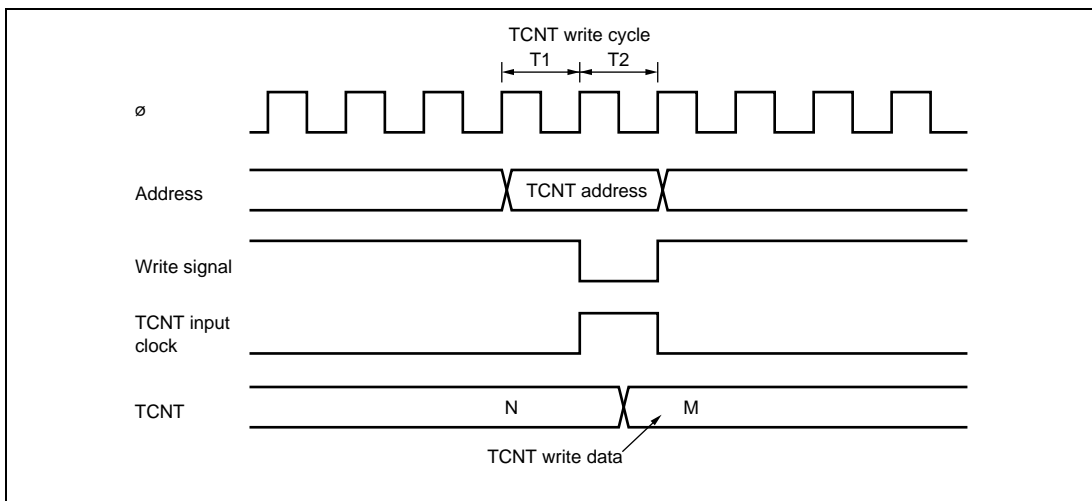 TCNT write cycle
T1 T2
ø
Address
TCNT address
Write signal
TCNT input
clock
TCNT
N M
TCNT write data